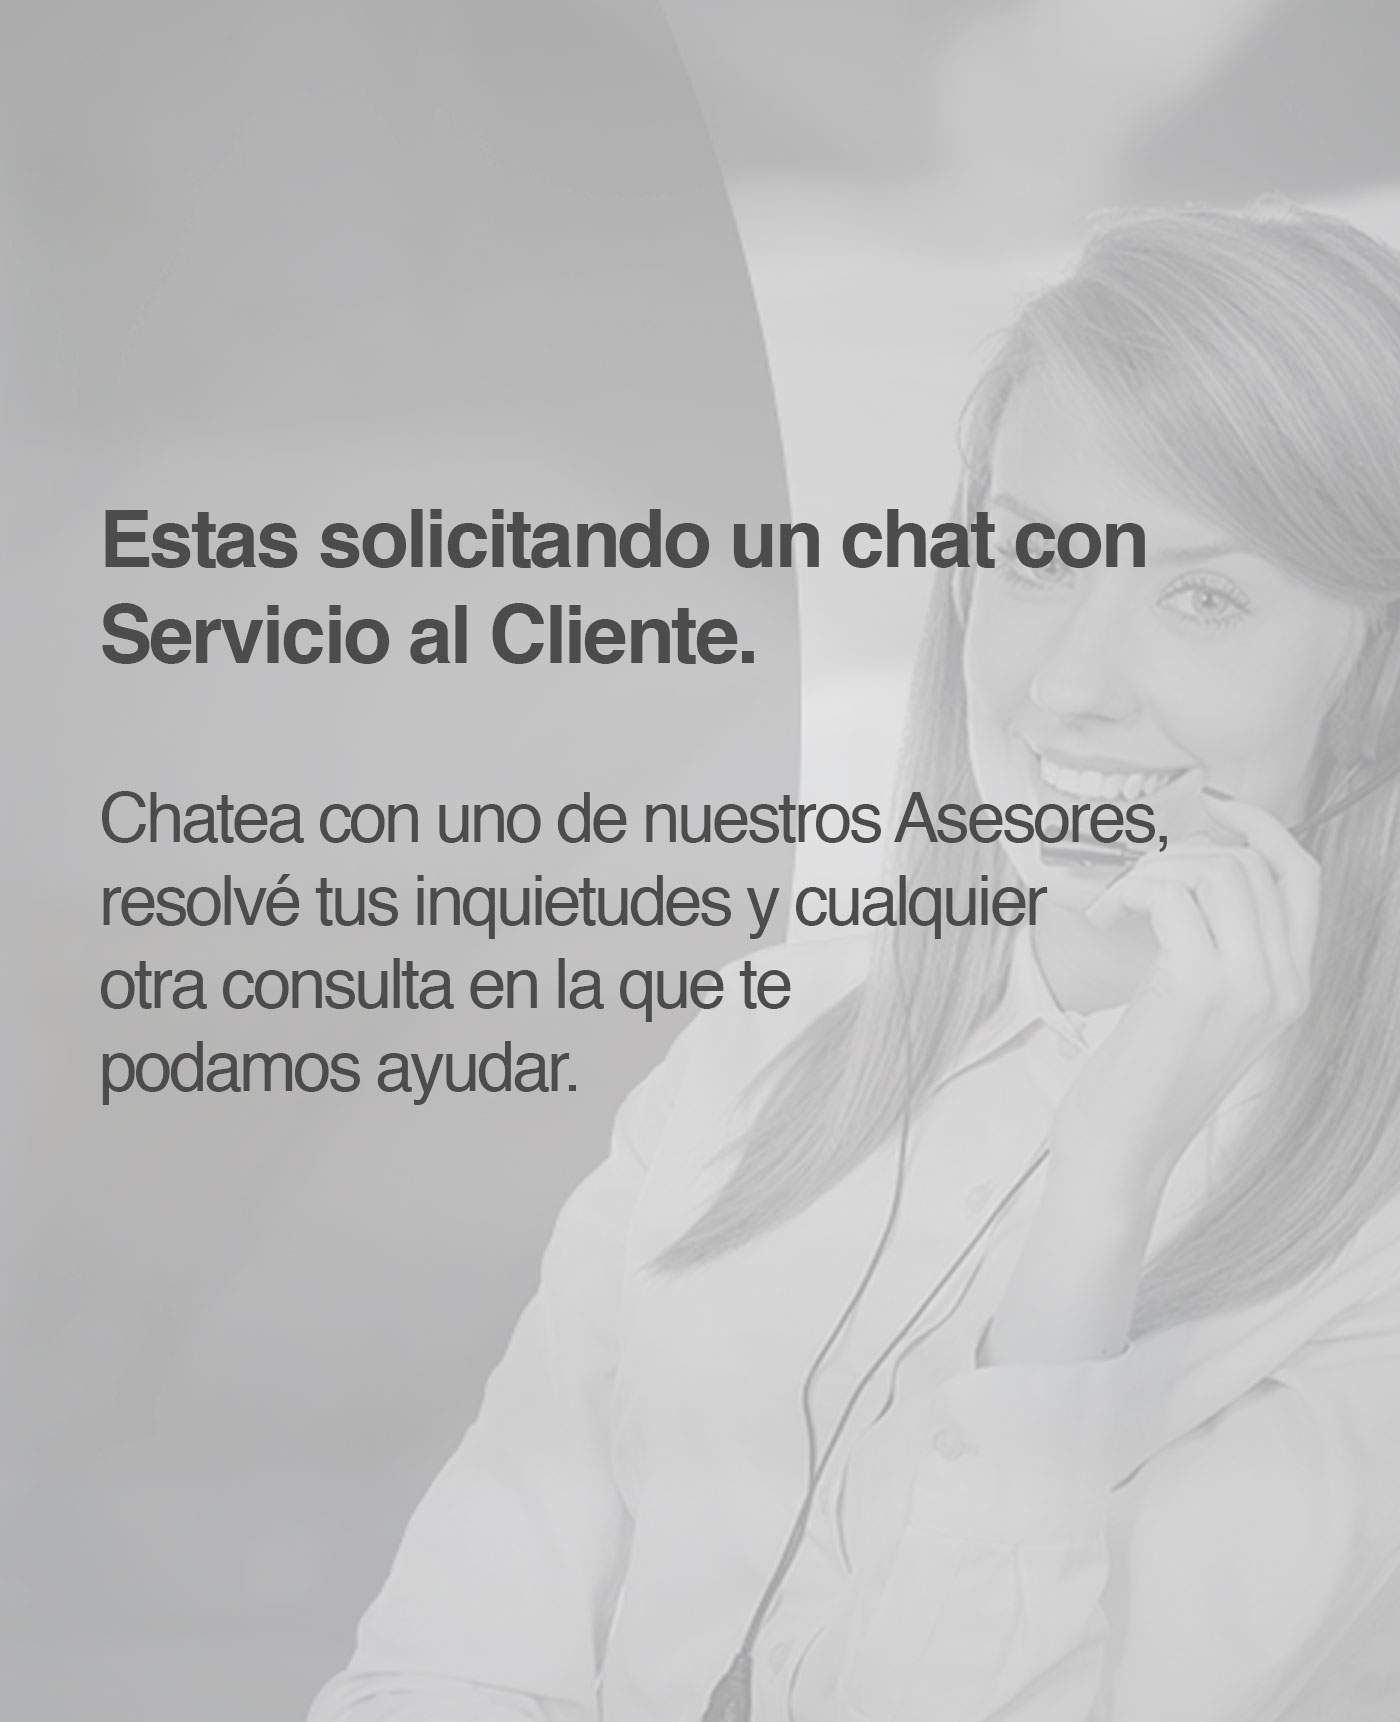 Estas solicitando un chat con
Servicio al Cliente.
Chatea con uno de nuestros Asesores,
resolvé tus inquietudes y cualquier
otra consulta en la que te
podamos ayudar.